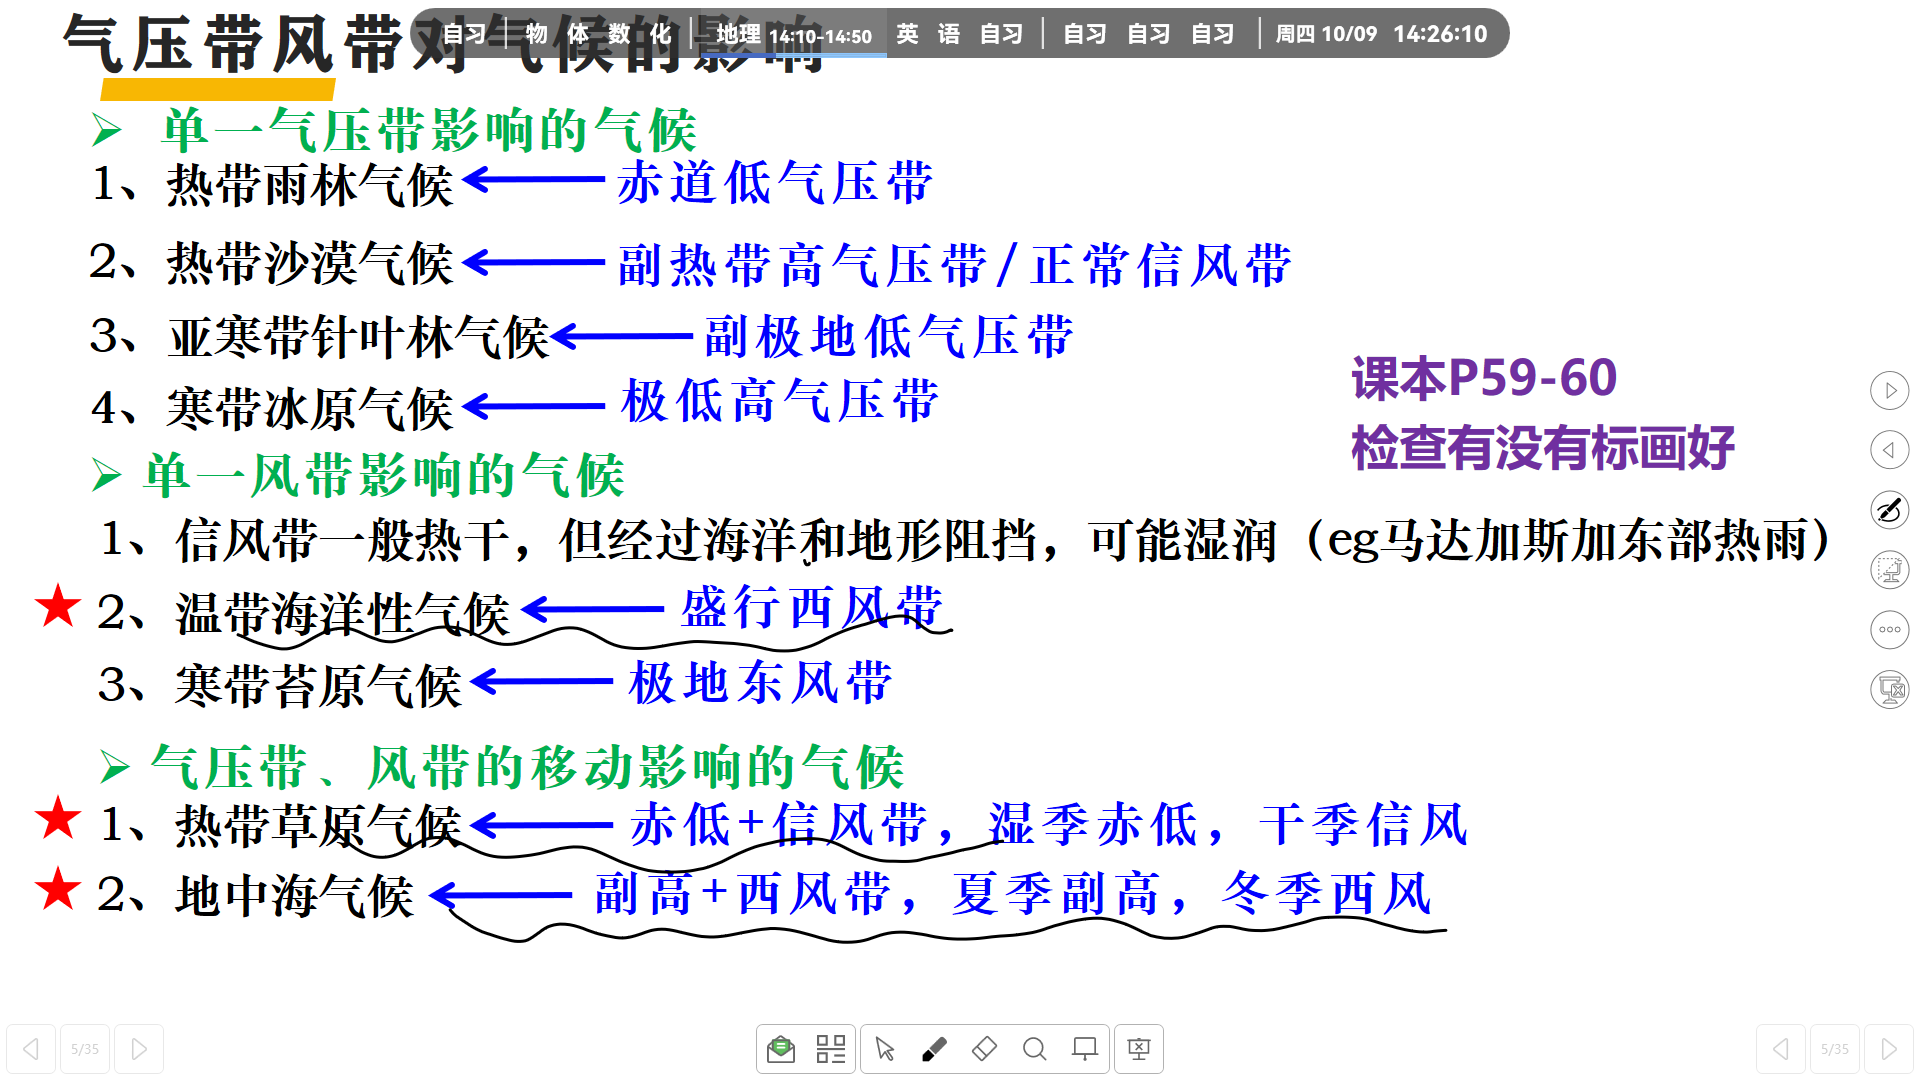 气压带风带对气候的影响
自习 物 体 数 化 地理 14:10-14:50 英 语 自习 自习 自习 自习 周四 10/09 14:26:10
单一气压带影响的气候
1、热带雨林气候 赤道低气压带
2、热带沙漠气候 副热带高气压带/正常信风带
3、亚寒带针叶林气候 副极地低气压带
4、寒带冰原气候 极低高气压带
课本P59-60
检查有没有标画好
单一风带影响的气候
1、信风带一般热干，但经过海洋和地形阻挡，可能湿润（eg马达加斯加东部热雨）
2、温带海洋性气候 盛行西风带
3、寒带苔原气候 极地东风带
气压带、风带的移动影响的气候
1、热带草原气候 赤低+信风带，湿季赤低，干季信风
2、地中海气候 副高+西风带，夏季副高，冬季西风
5/35
5/35